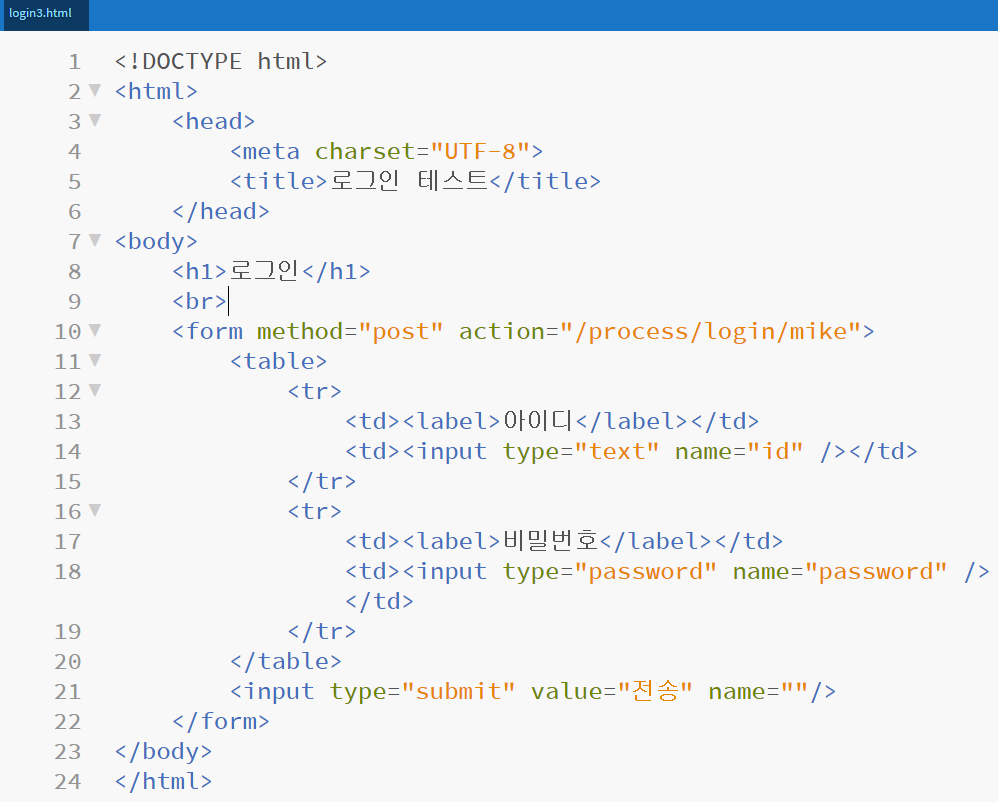 login3.html
1 <!DOCTYPE html>
2 <html>
3 <head>
4 <meta charset="UTF-8">
5 <title>로그인 테스트</title>
6 </head>
7 <body>
8 <h1>로그인</h1>
9 <br>
10 <form method="post" action="/process/login/mike">
11 <table>
12 <tr>
13 <td><label>아이디</label></td>
14 <td><input type="text" name="id" /></td>
15 </tr>
16 <tr>
17 <td><label>비밀번호</label></td>
18 <td><input type="password" name="password" />
</td>
19 </tr>
20 </table>
21 <input type="submit" value="전송" name=""/>
22 </form>
23 </body>
24 </html>